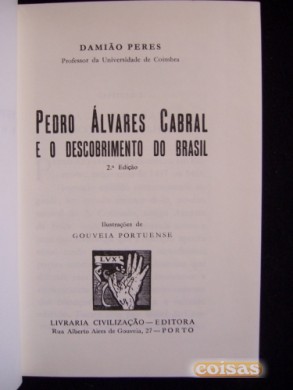 DAMIÃO PERES
Professor da Universidade de Coimbra
PEDRO ÁLVARES CABRAL
E O DESCOBRIMENTO DO BRASIL
2.ª Edição
Ilustrações de
GOUVEIA PORTUENSE
LVX
LIVRARIA CIVILIZAÇÃO—EDITORA
Rua Alberto Aires de Gouveia, 27—PORTO
coisas